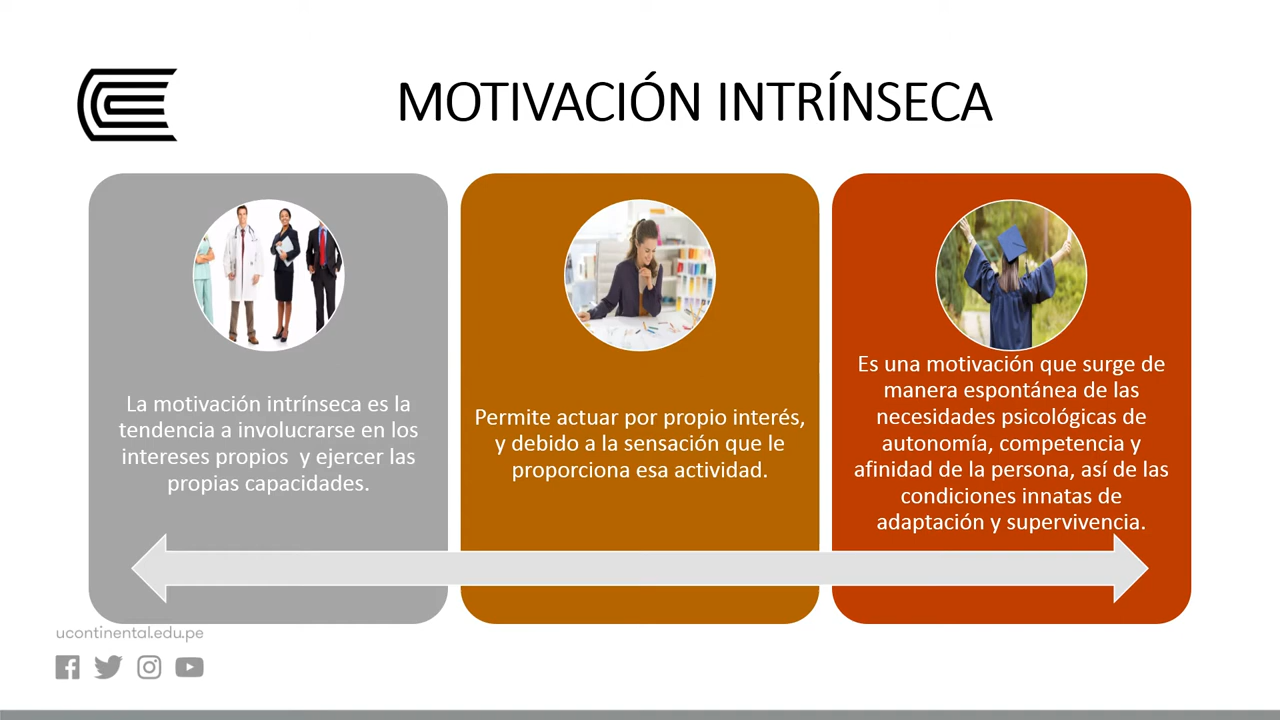 MOTIVACIÓN INTRÍNSECA
La motivación intrínseca es la
tendencia a involucrarse en los
intereses propios  y ejercer las
propias capacidades.
Permite actuar por propio interés,
y debido a la sensación que le
proporciona esa actividad.
Es una motivación que surge de
manera espontánea de las
necesidades psicológicas de
autonomía, competencia y
afinidad de la persona, así de las
condiciones innatas de
adaptación y supervivencia.
ucontinental.edu.pe